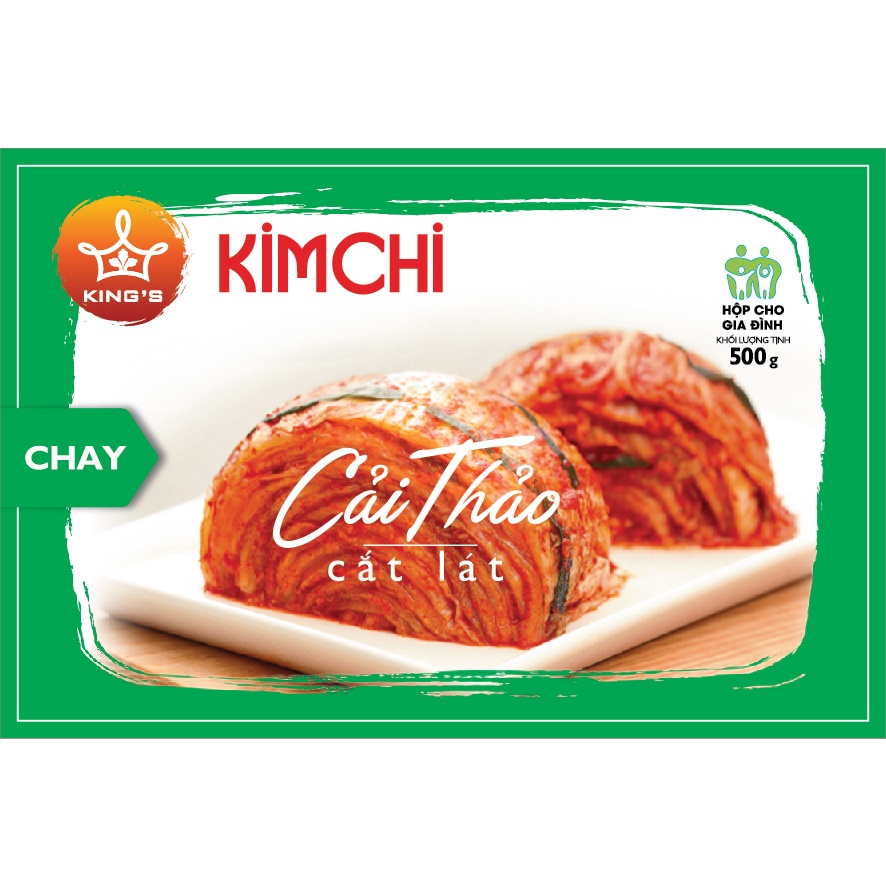 KING'S
KiMCHi
HỘP CHO
GIA ĐÌNH
KHỐI LƯỢNG TỊNH
500 g
CHAY
Cải Thảo
cắt lát